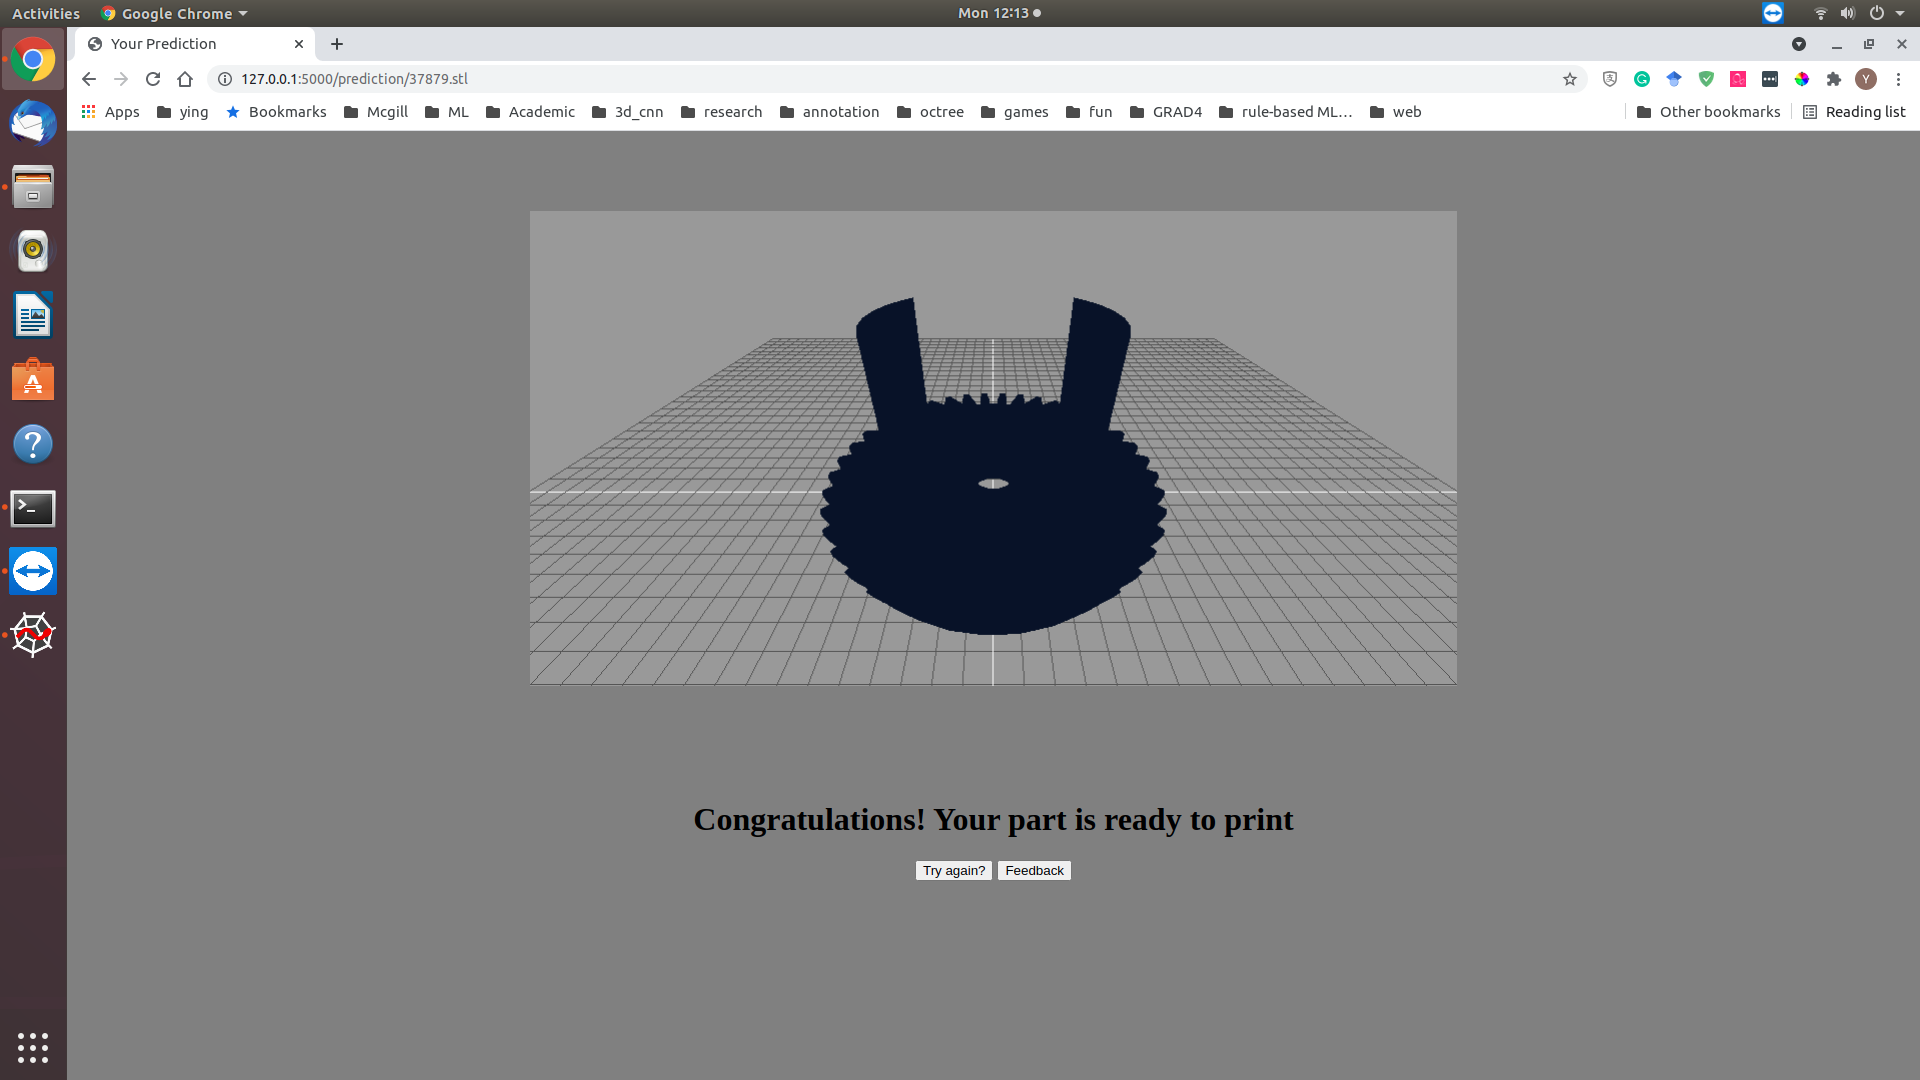 Activities Google Chrome Mon 12:13
Your Prediction
127.0.0.1:5000/prediction/37879.stl Y
Apps ying Bookmarks Mcgill ML Academic 3d_cnn research annotation octree games fun GRAD4 rule-based ML... web Other bookmarks Reading list
Congratulations! Your part is ready to print
Try again? Feedback